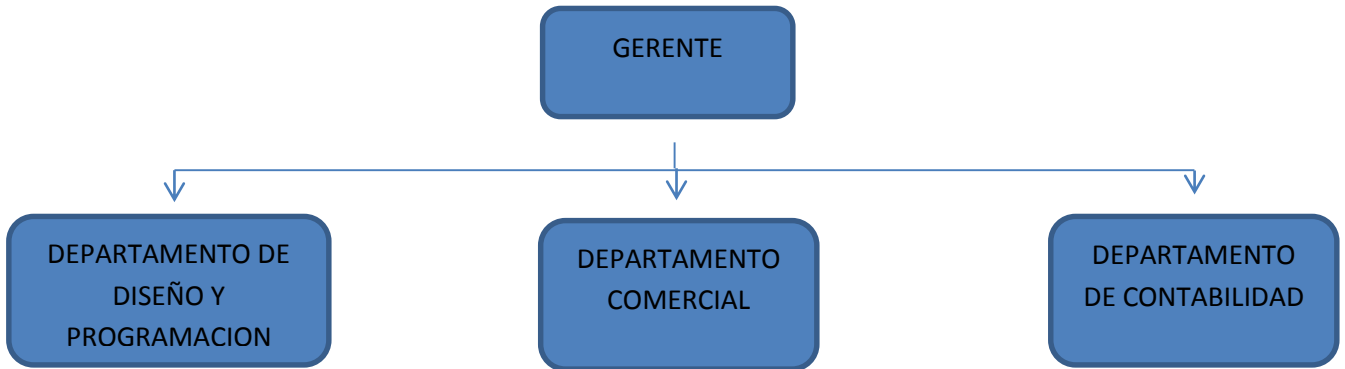 GERENTE
DEPARTAMENTO DE
DISEÑO Y
PROGRAMACION
DEPARTAMENTO
COMERCIAL
DEPARTAMENTO
DE CONTABILIDAD